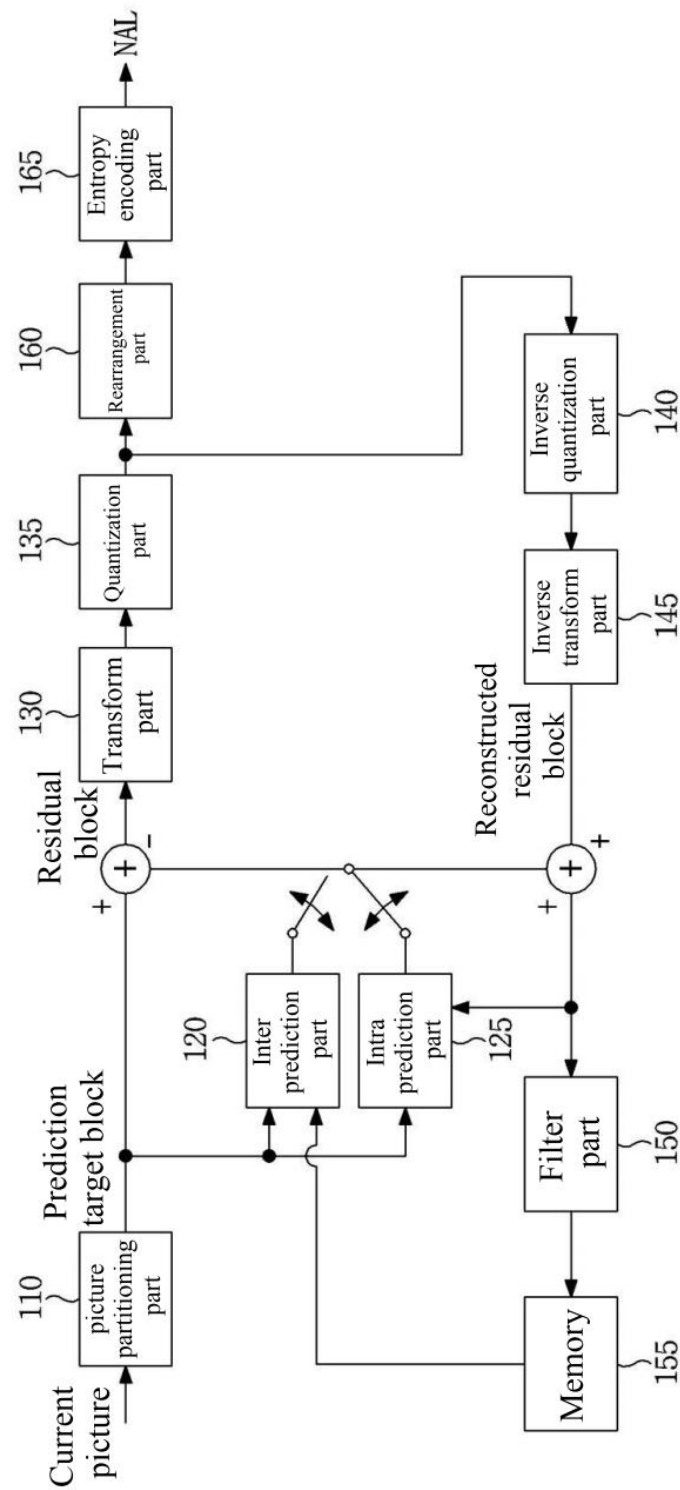 Current
picture
110
picture
partitioning
part
Prediction
target block
Residual
block
+
+
−
130
Transform
part
135
Quantization
part
160
Rearrangement
part
165
Entropy
encoding
part
NAL
120
Inter
prediction
part
Intra
prediction
part
125
Memory
155
Filter
part
150
+
+
+
Reconstructed
residual
block
Inverse
transform
part
145
Inverse
quantization
part
140